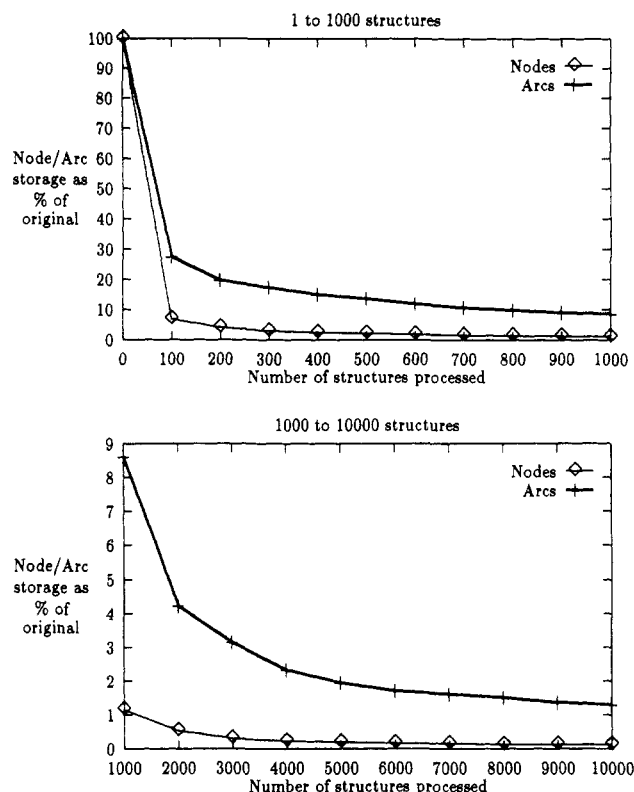 1 to 1000 structures
100
90
80
70
60
50
40
30
20
10
0
Node/Arc
storage as
% of
original
Nodes
Arcs
0 100 200 300 400 500 600 700 800 900 1000
Number of structures processed
1000 to 10000 structures
9
8
7
6
5
4
3
2
1
0
Node/Arc
storage as
% of
original
Nodes
Arcs
1000 2000 3000 4000 5000 6000 7000 8000 9000 10000
Number of structures processed